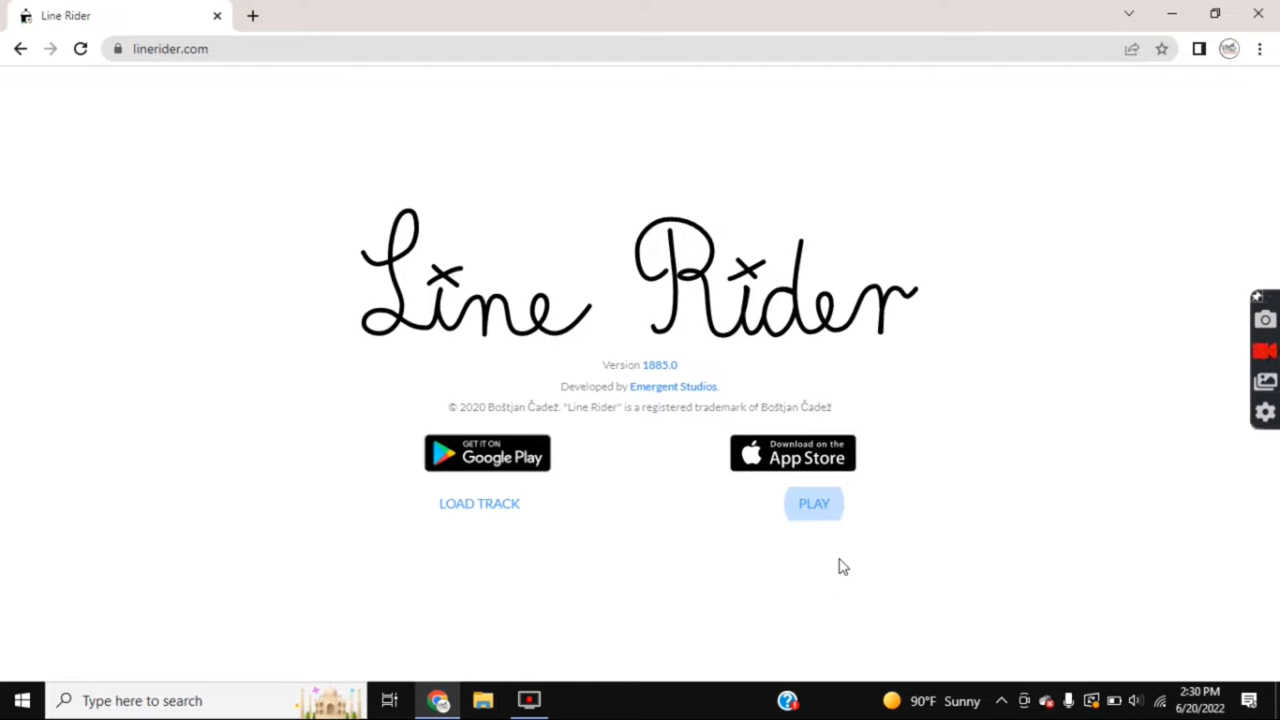 Line Rider
linerider.com
Line Rider
Version 1885.0
Developed by Emergent Studios.
© 2020 Boštjan Čadež. "Line Rider" is a registered trademark of Boštjan Čadež
GET IT ON
Google Play
Download on the
App Store
LOAD TRACK
PLAY
Type here to search
90°F Sunny
2:30 PM
6/20/2022